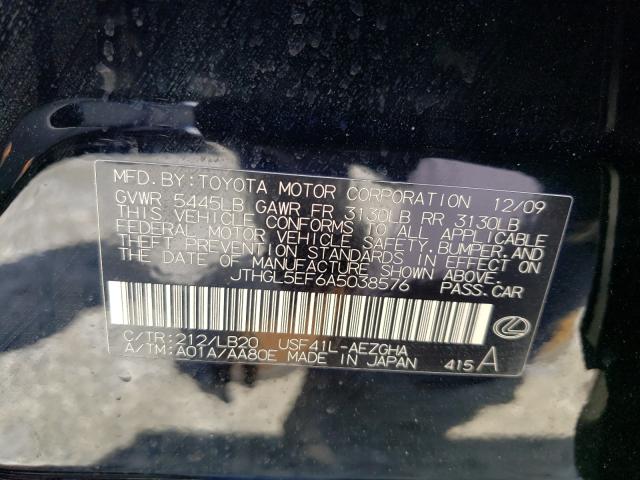 MFD. BY: TOYOTA MOTOR CORPORATION 12/09
GVWR 5445LB GAWR FR 3130LB RR 3130LB
THIS VEHICLE CONFORMS TO ALL APPLICABLE
FEDERAL MOTOR VEHICLE SAFETY, BUMPER, AND
THEFT PREVENTION STANDARDS IN EFFECT ON
THE DATE OF MANUFACTURE SHOWN ABOVE.
JTHGL5EF6A5038576 PASS. CAR
C/TR: 212/LB20 USF41L-AEZGHA
A/TM: A01A/AA80E MADE IN JAPAN 415 A